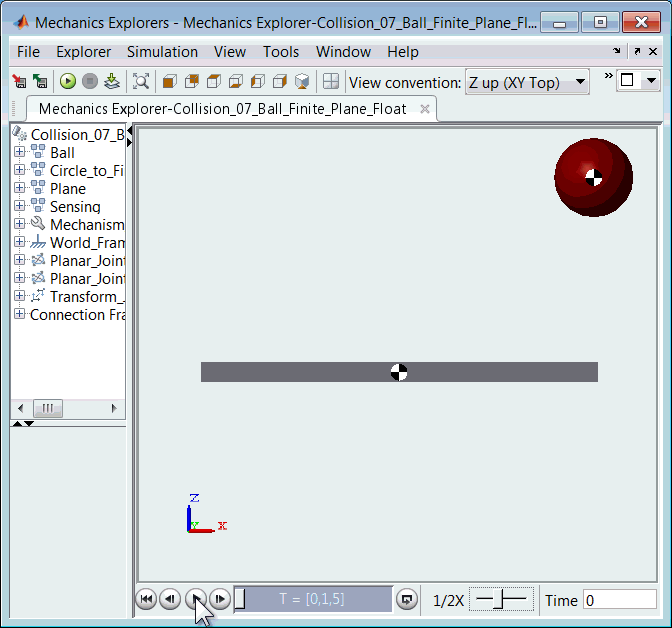 Mechanics Explorers - Mechanics Explorer-Collision_07_Ball_Finite_Plane_Fl...
File Explorer Simulation View Tools Window Help
View convention: Z up (XY Top) »
Mechanics Explorer-Collision_07_Ball_Finite_Plane_Float
Collision_07_B
Ball
Circle_to_Fi
Plane
Sensing
Mechanism
World_Fram
Planar_Joint
Planar_Joint
Transform_
Connection Fra
Z
Y X
T = [0,1,5] 1/2X Time 0